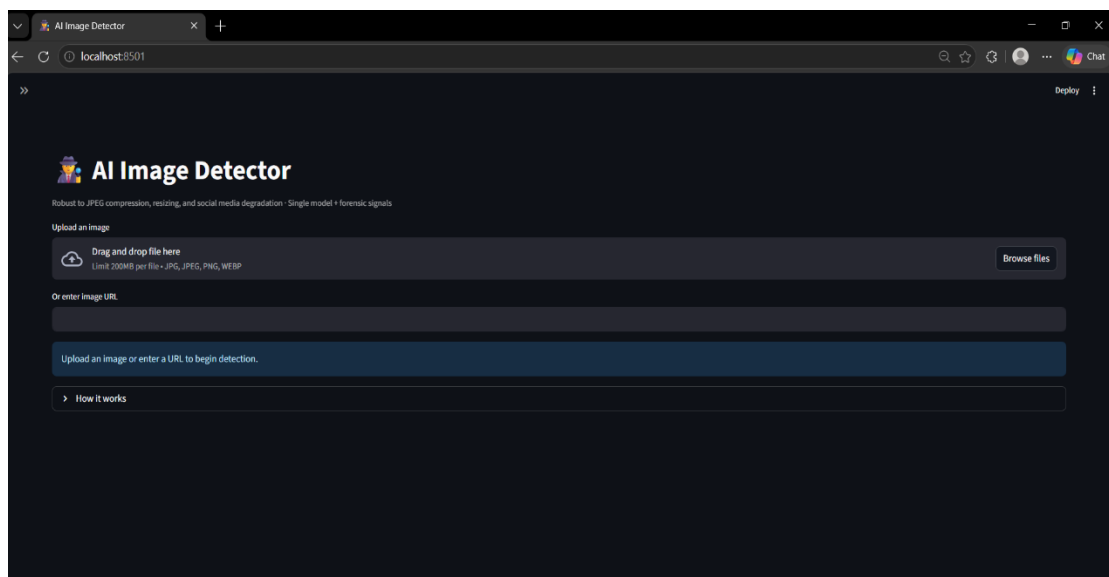 AI Image Detector
localhost:8501
Chat
Deploy
AI Image Detector
Robust to JPEG compression, resizing, and social media degradation · Single model + forensic signals
Upload an image
Drag and drop file here
Limit 200MB per file • JPG, JPEG, PNG, WEBP
Browse files
Or enter image URL
Upload an image or enter a URL to begin detection.
How it works